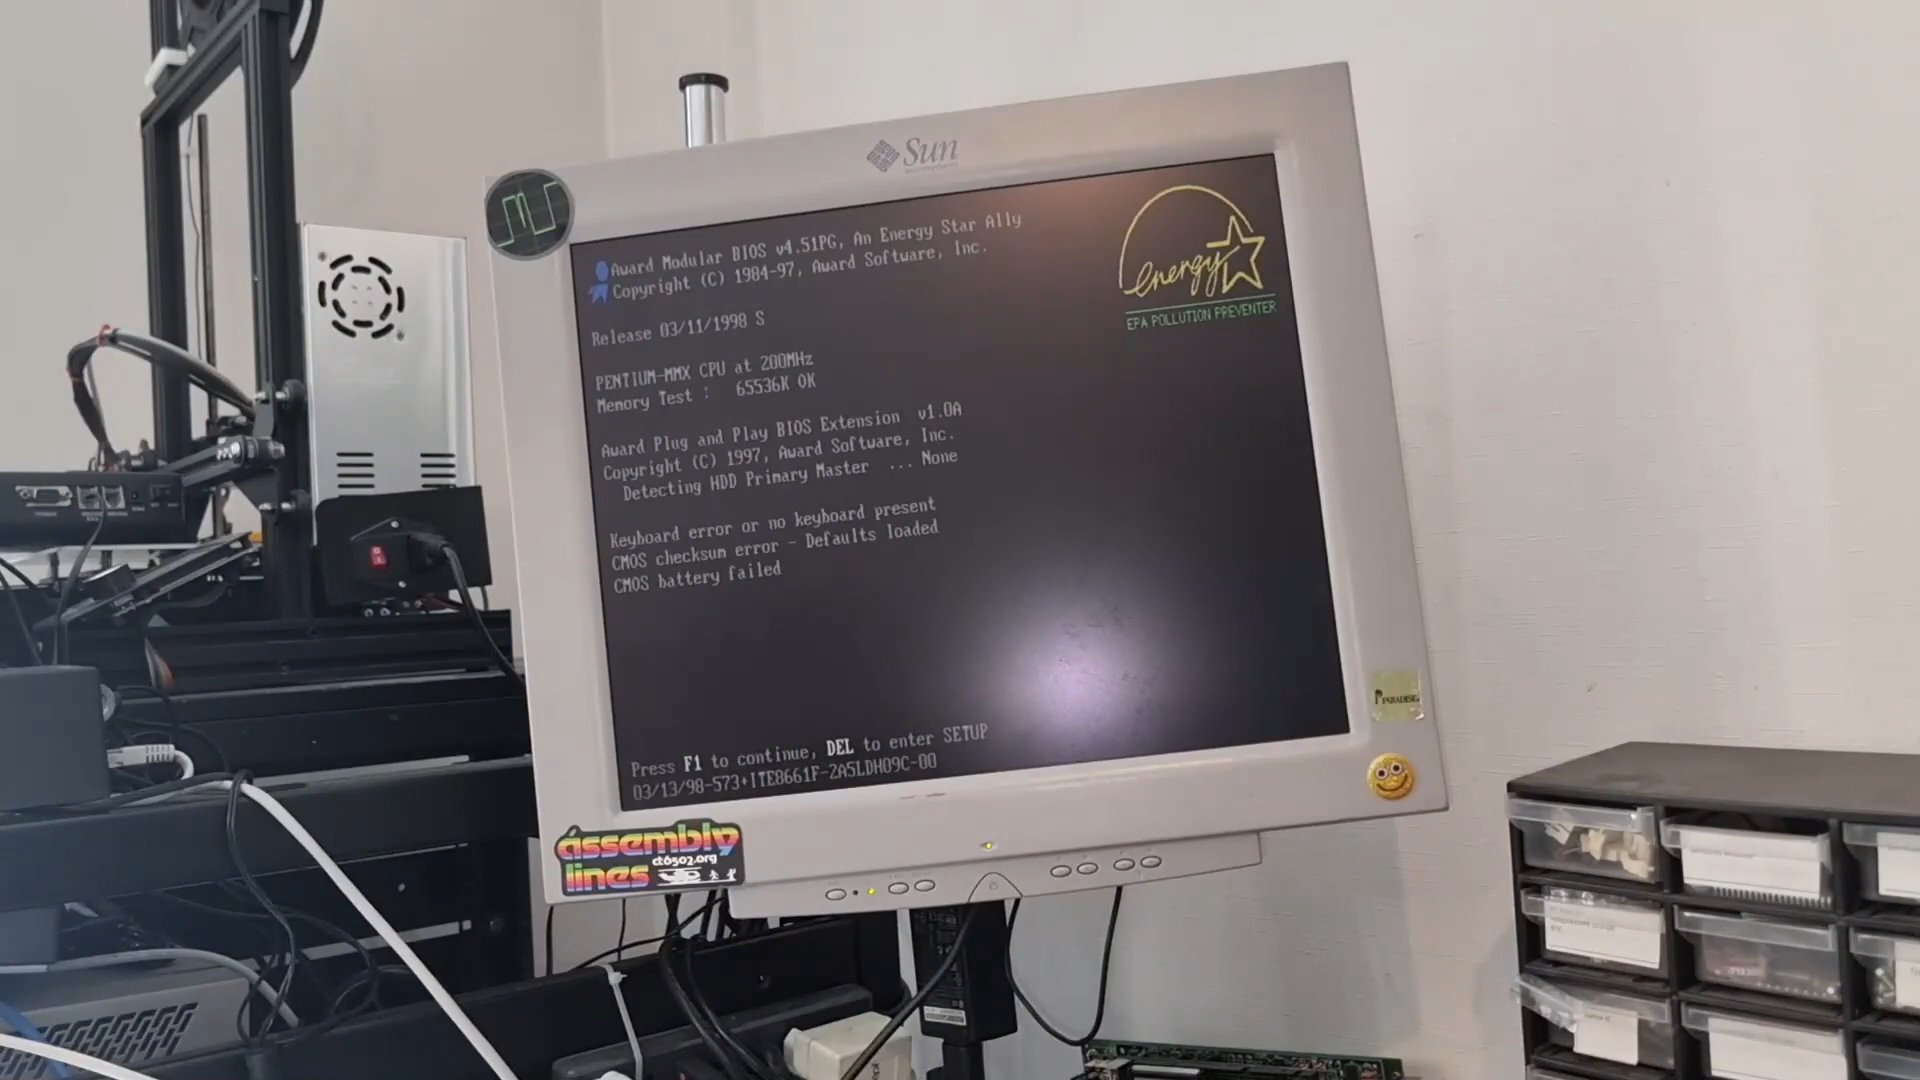 Sun
microsystems
Award Modular BIOS v4.51PG, An Energy Star Ally
Copyright (C) 1984-97, Award Software, Inc.
energy
EPA POLLUTION PREVENTER
Release 03/11/1998 S
PENTIUM-MMX CPU at 200MHz
Memory Test : 65536K OK
Award Plug and Play BIOS Extension v1.0A
Copyright (C) 1997, Award Software, Inc.
Detecting HDD Primary Master ... None
Keyboard error or no keyboard present
CMOS checksum error - Defaults loaded
CMOS battery failed
Press F1 to continue, DEL to enter SETUP
03/13/98-573+ITE8661F-2A5LDH09C-00
PARADISE
assembly
lines
ct6502.org